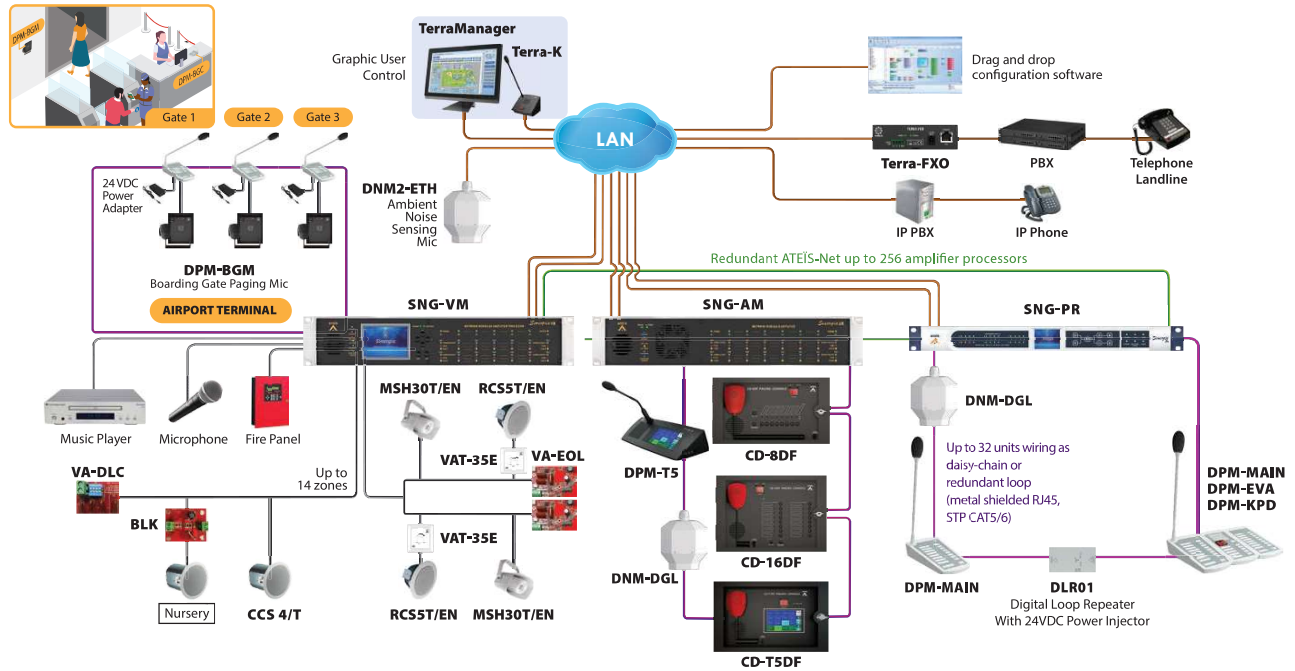 DPM-BGM
DPM-BGC
Gate 1
Gate 2
Gate 3
24 VDC
Power
Adapter
DPM-BGM
Boarding Gate Paging Mic
AIRPORT TERMINAL
TerraManager
Terra-K
Graphic User
Control
LAN
DNM2-ETH
Ambient
Noise
Sensing
Mic
Drag and drop
configuration software
Terra-FXO
PBX
Telephone
Landline
IP PBX
IP Phone
Redundant ATEÏS-Net up to 256 amplifier processors
SNG-VM
SNG-AM
SNG-PR
Music Player
Microphone
Fire Panel
MSH30T/EN
RCS5T/EN
VAT-35E
VA-EOL
VA-DLC
Up to
14 zones
BLK
VAT-35E
Nursery
CCS 4/T
RCS5T/EN
MSH30T/EN
DPM-T5
CD-8DF
DNM-DGL
CD-16DF
CD-T5DF
DNM-DGL
Up to 32 units wiring as
daisy-chain or
redundant loop
(metal shielded RJ45,
STP CAT5/6)
DPM-MAIN
DPM-EVA
DPM-KPD
DPM-MAIN
DLR01
Digital Loop Repeater
With 24VDC Power Injector